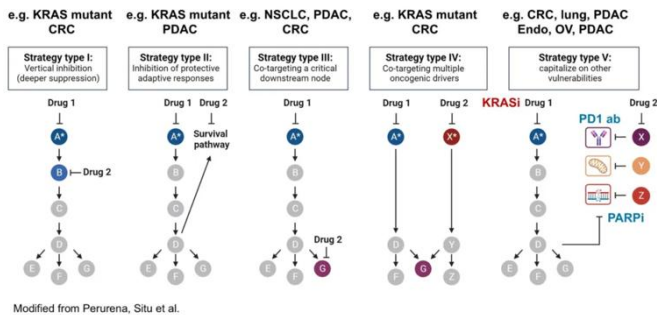 e.g. KRAS mutant
CRC
Strategy type I:
Vertical inhibition
(deeper suppression)
Drug 1
A*
B
Drug 2
C
D
E
F
G
e.g. KRAS mutant
PDAC
Strategy type II:
Inhibition of protective
adaptive responses
Drug 1 Drug 2
A*
Survival
pathway
B
C
D
E
F
G
e.g. NSCLC, PDAC,
CRC
Strategy type III:
Co-targeting a critical
downstream node
Drug 1
A*
B
C
D
Drug 2
E
F
G
e.g. KRAS mutant
CRC
Strategy type IV:
Co-targeting multiple
oncogenic drivers
Drug 1 Drug 2
A* X*
D Y
E
F
G
Z
e.g. CRC, lung, PDAC
Endo, OV, PDAC
Strategy type V:
capitalize on other
vulnerabilities
KRASi Drug 1 Drug 2
PD1 ab
A*
X
B
Y
C
Z
PARPi
D
E
F
G
Modified from Perurena, Situ et al.